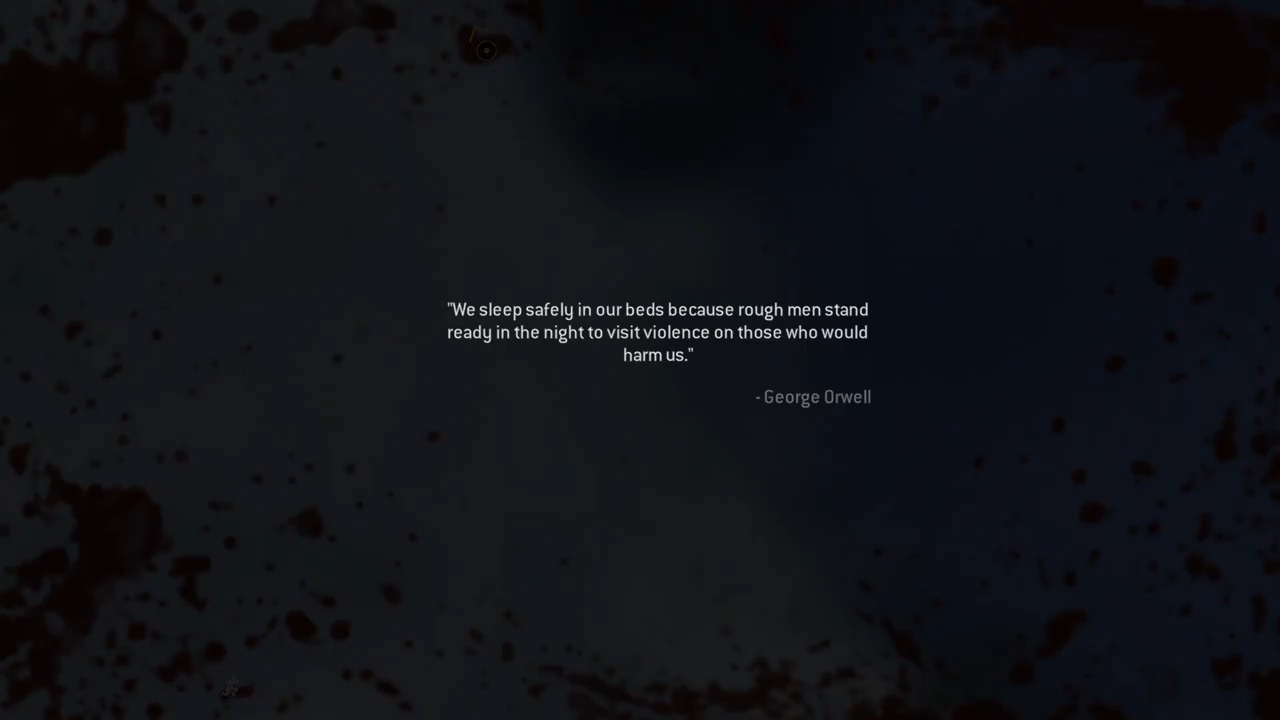 "We sleep safely in our beds because rough men stand
ready in the night to visit violence on those who would
harm us."
- George Orwell